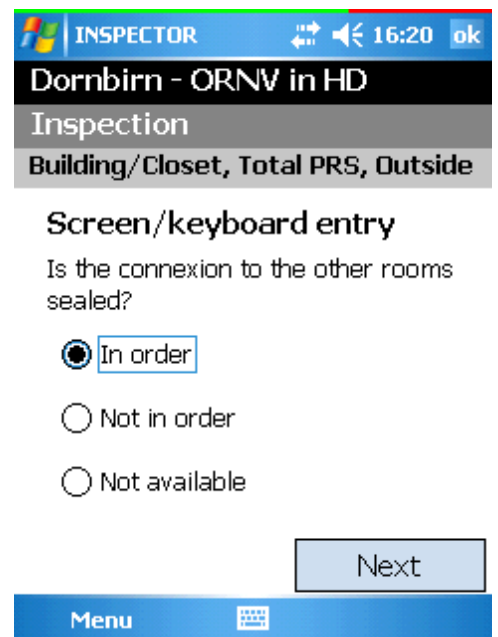 INSPECTOR 16:20 ok
Dornbirn - ORNV in HD
Inspection
Building/Closet, Total PRS, Outside
Screen/keyboard entry
Is the connexion to the other rooms
sealed?
In order
Not in order
Not available
Next
Menu